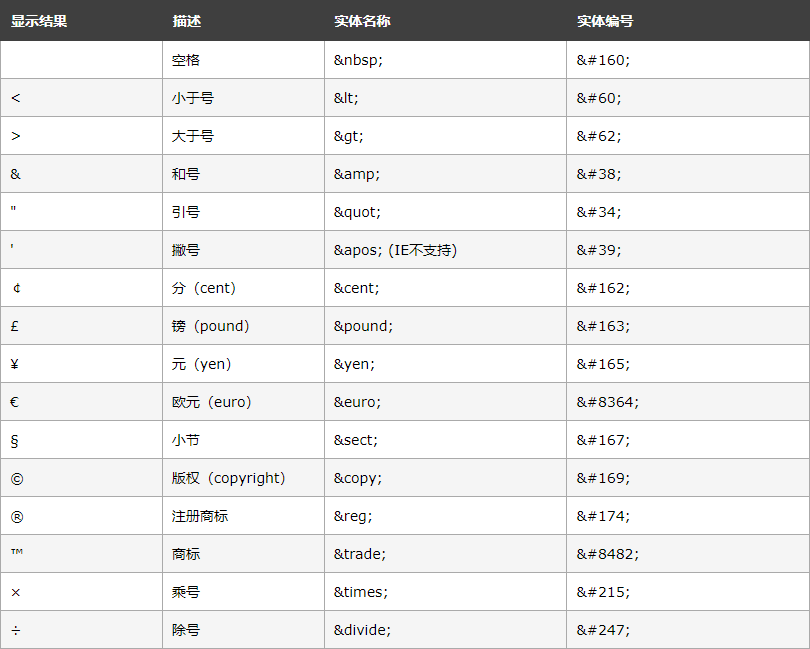 显示结果 描述 实体名称 实体编号
空格 &nbsp; &#160;
< 小于号 &lt; &#60;
> 大于号 &gt; &#62;
& 和号 &amp; &#38;
" 引号 &quot; &#34;
' 撇号 &apos; (IE不支持) &#39;
¢ 分（cent） &cent; &#162;
£ 镑（pound） &pound; &#163;
¥ 元（yen） &yen; &#165;
€ 欧元（euro） &euro; &#8364;
§ 小节 &sect; &#167;
© 版权（copyright） &copy; &#169;
® 注册商标 &reg; &#174;
™ 商标 &trade; &#8482;
× 乘号 &times; &#215;
÷ 除号 &divide; &#247;